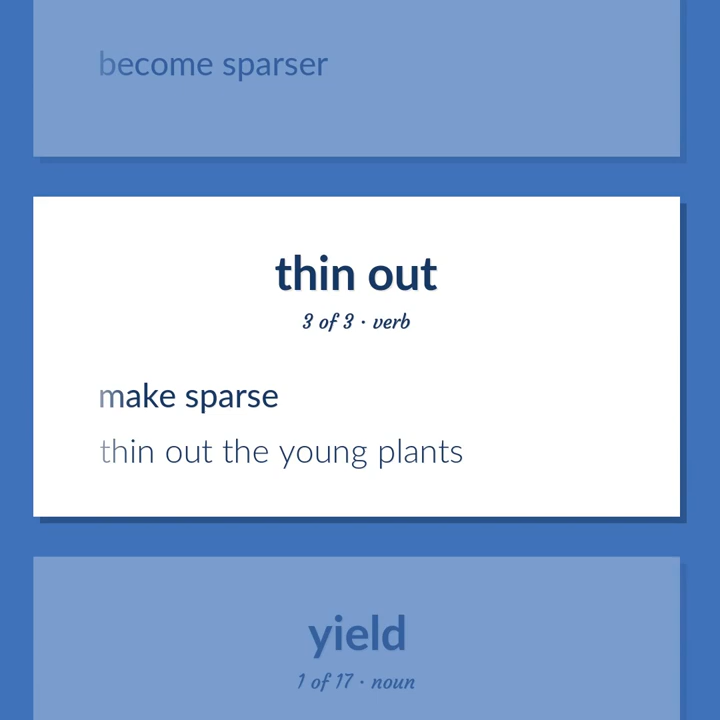 become sparser
thin out
3 of 3 · verb
make sparse
thin out the young plants
yield
1 of 17 · noun